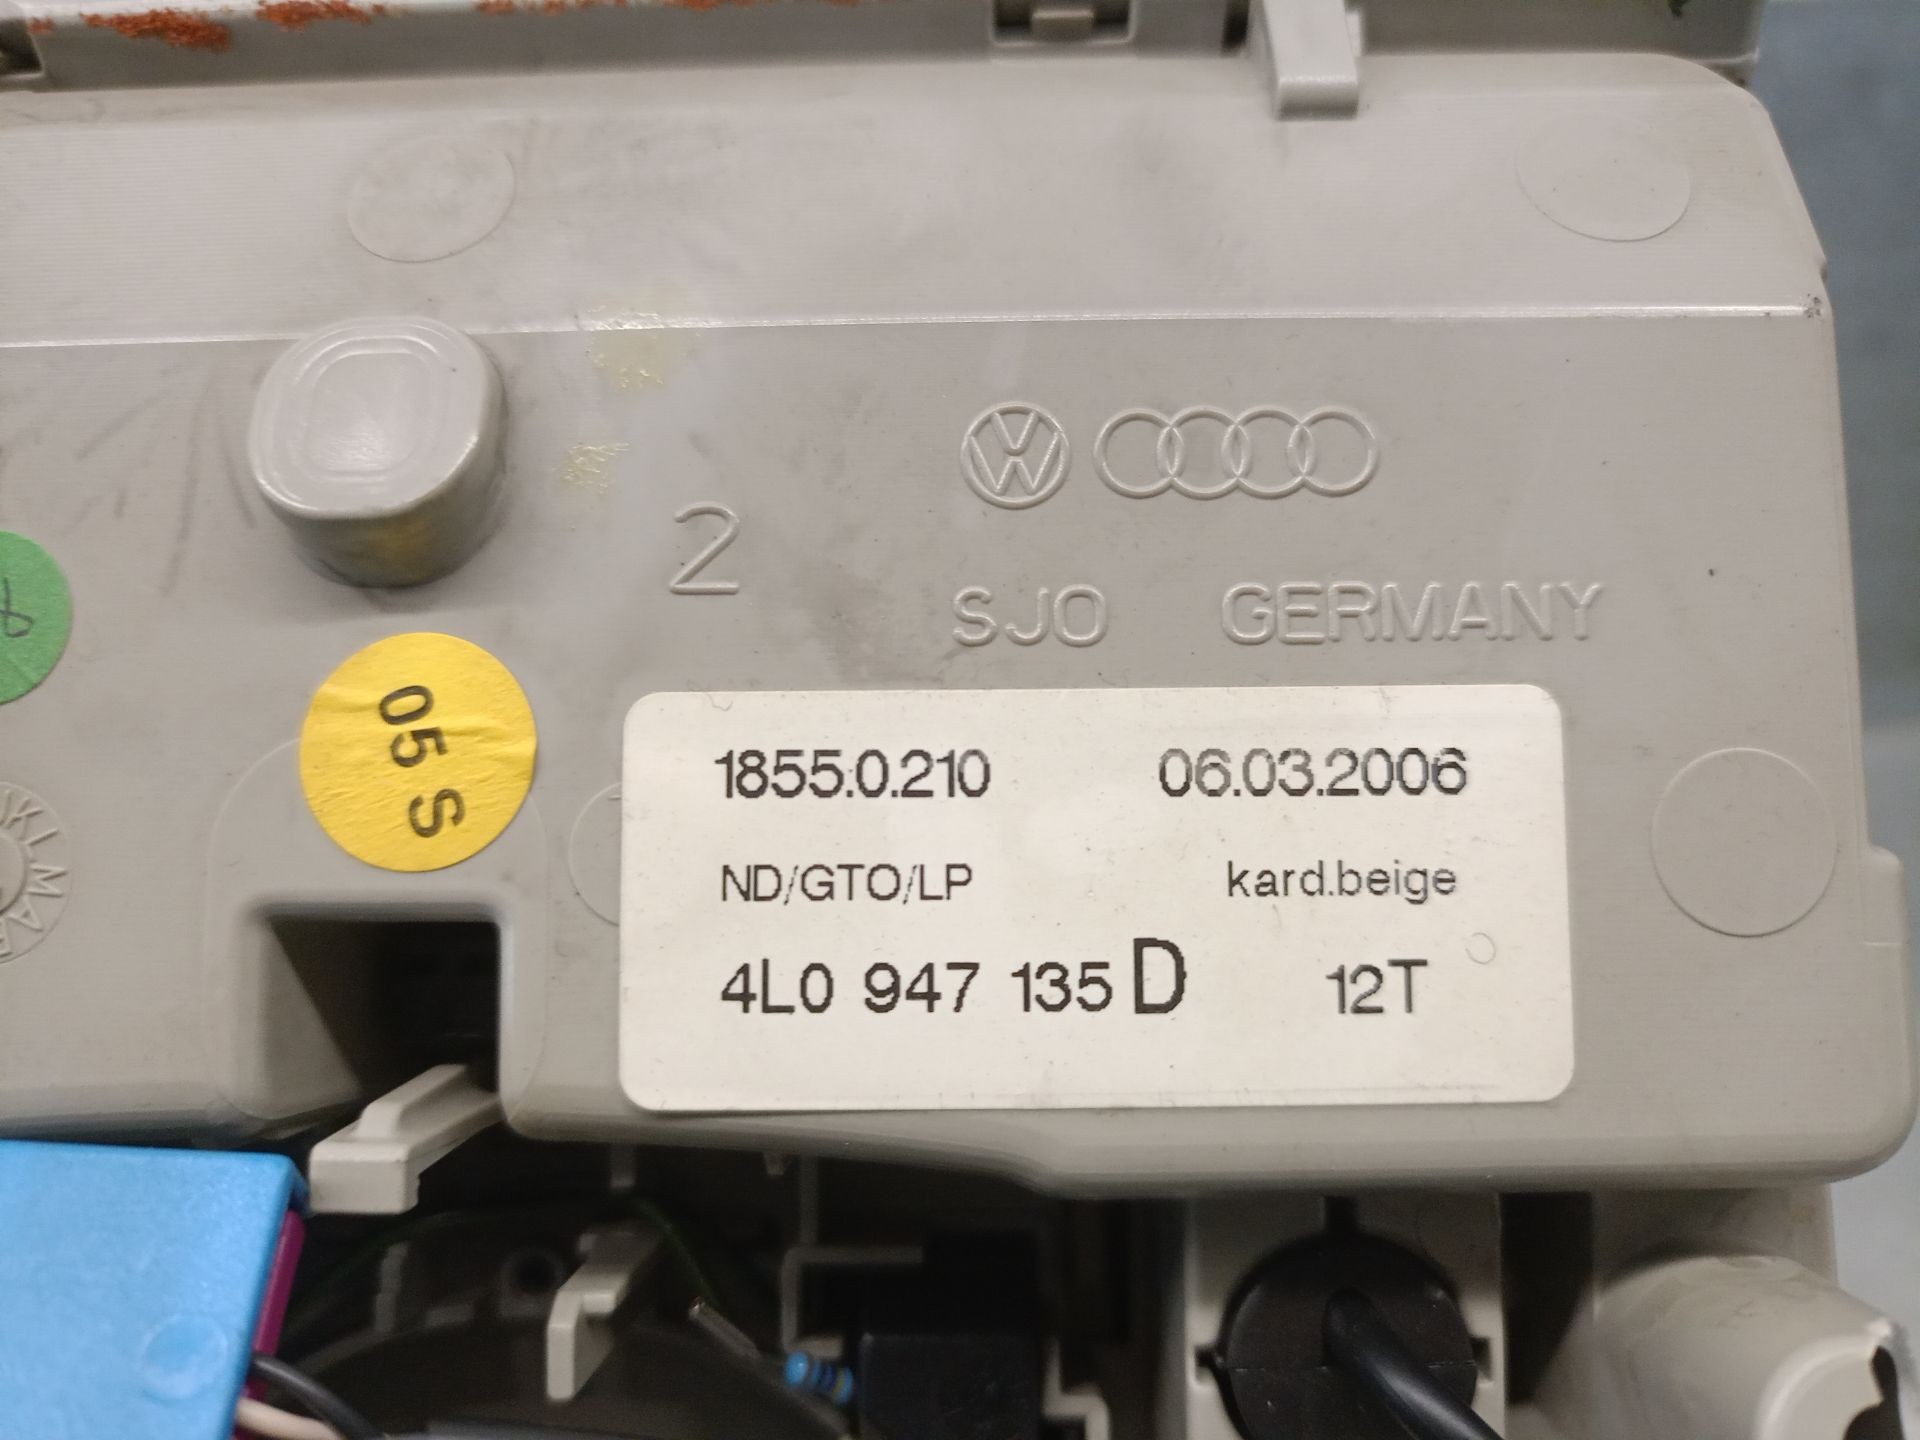 2
SJO GERMANY
05 S
1855.0.210 06.03.2006
ND/GTO/LP kard.beige
4L0 947 135 D 12T